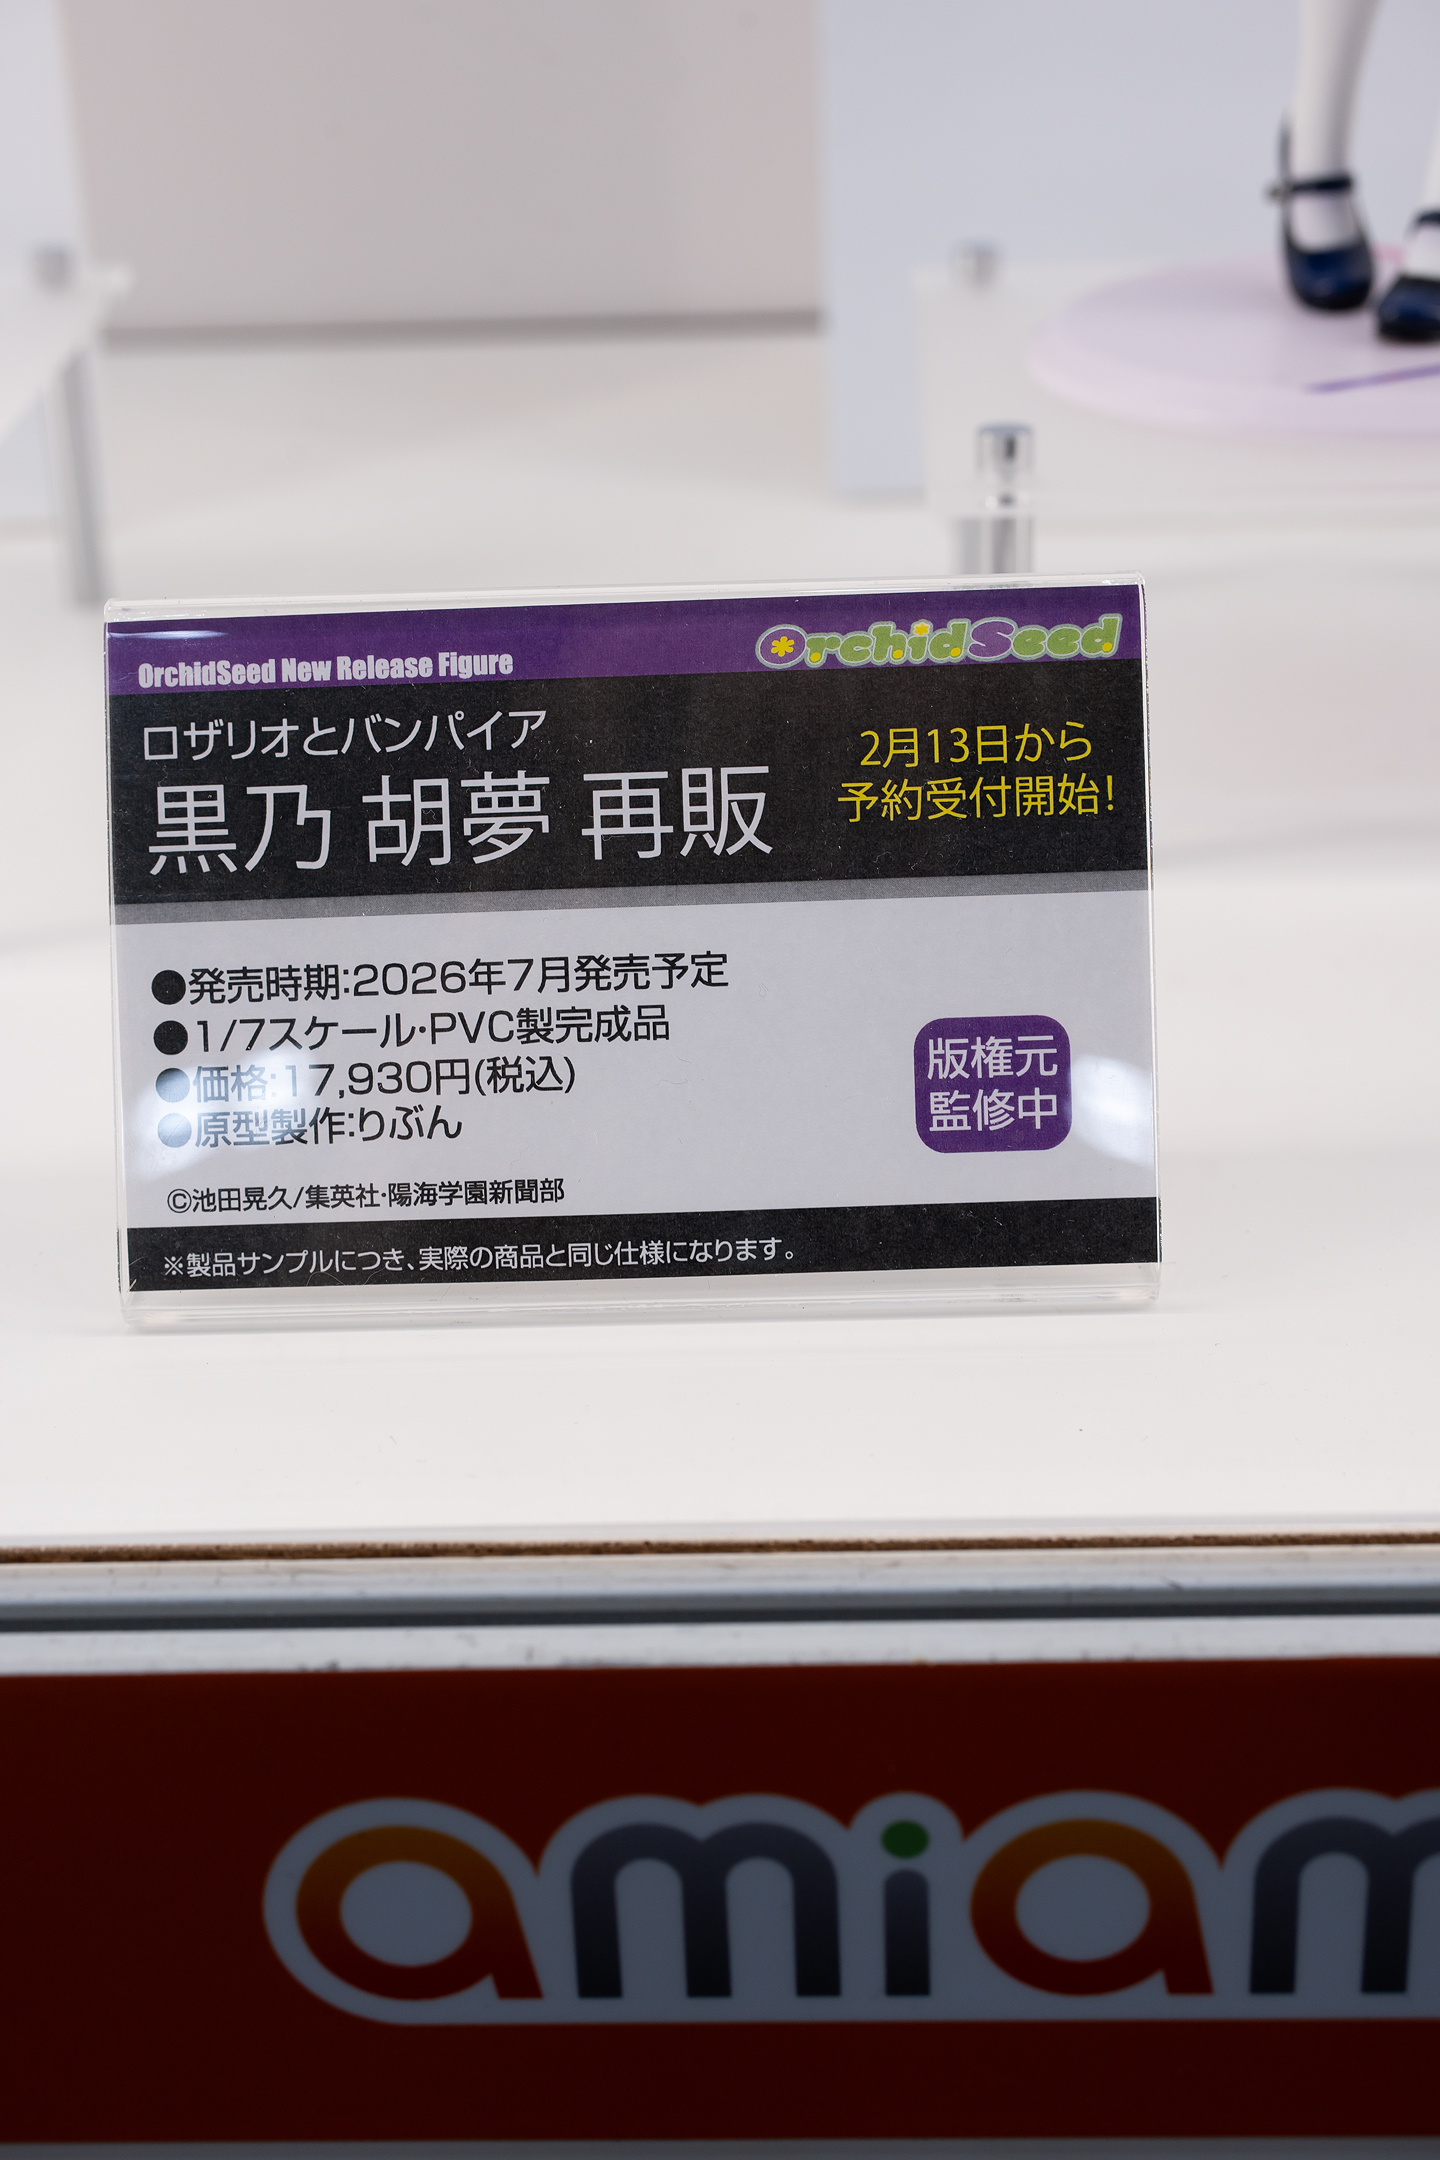 OrchidSeed New Release Figure
OrchidSeed
ロザリオとバンパイア
黒乃 胡夢 再販
2月13日から
予約受付開始!
●発売時期:2026年7月発売予定
●1/7スケール・PVC製完成品
●価格:17,930円(税込)
●原型製作:りぶん
版権元
監修中
©池田晃久/集英社・陽海学園新聞部
※製品サンプルにつき、実際の商品と同じ仕様になります。
amiam